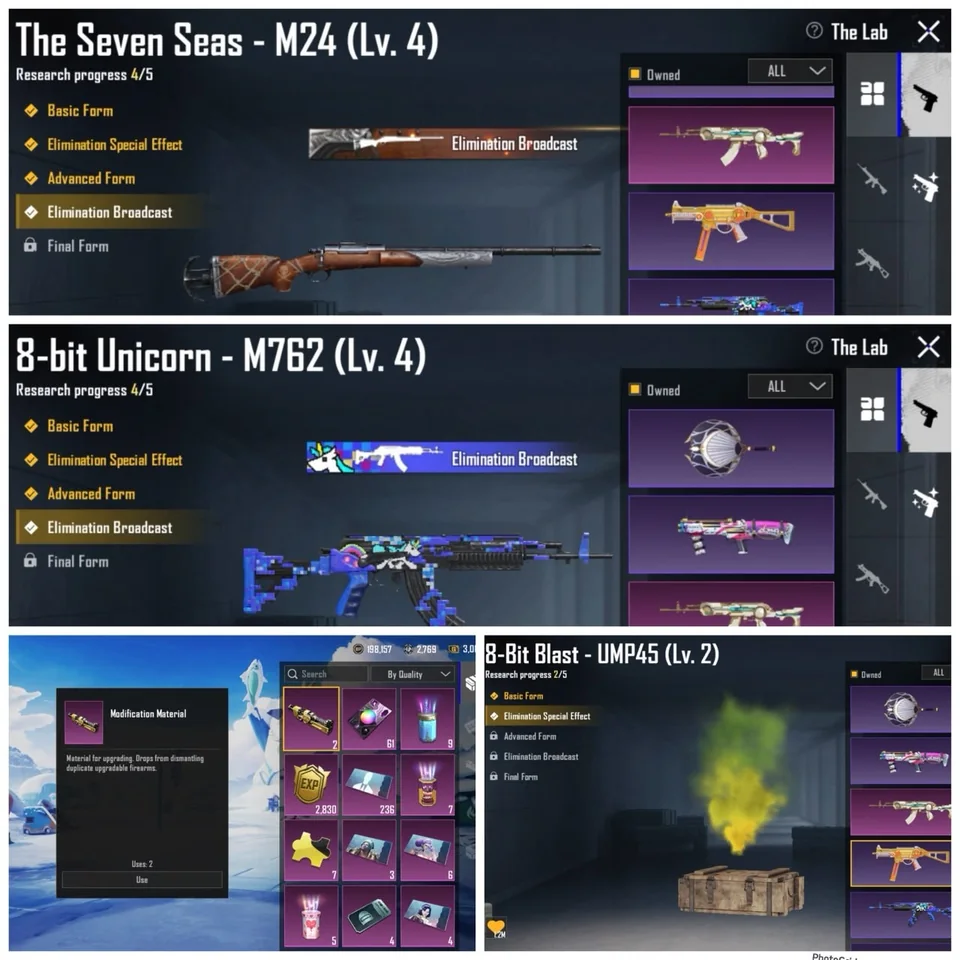 The Seven Seas - M24 (Lv. 4)
The Lab
Research progress 4/5
Owned
ALL
Basic Form
Elimination Special Effect
Advanced Form
Elimination Broadcast
Final Form
Elimination Broadcast
8-bit Unicorn - M762 (Lv. 4)
The Lab
Research progress 4/5
Owned
ALL
Basic Form
Elimination Special Effect
Advanced Form
Elimination Broadcast
Final Form
Elimination Broadcast
198,157
2,769
Search
By Quality
Modification Material
Material for upgrading. Drops from dismantling
duplicate upgradable firearms.
Uses: 2
Use
2
61
9
EXP
2,830
236
7
7
3
6
5
4
4
8-Bit Blast - UMP45 (Lv. 2)
Research progress 2/5
Owned
ALL
Basic Form
Elimination Special Effect
Advanced Form
Elimination Broadcast
Final Form